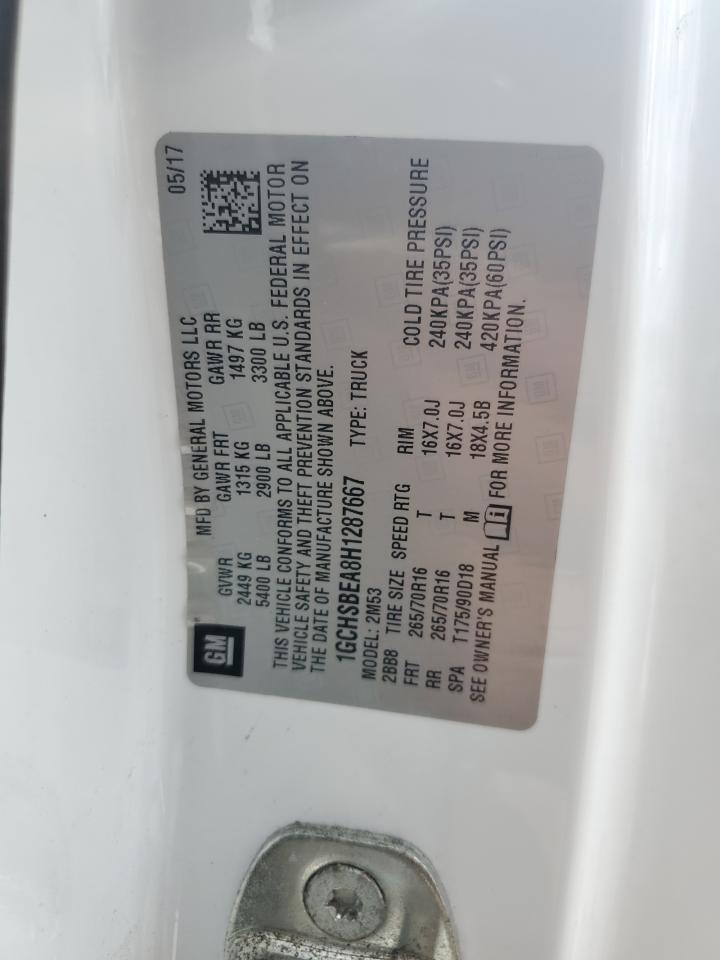 MFD BY GENERAL MOTORS LLC 05/17
GM
GVWR GAWR FRT GAWR RR
2449 KG 1315 KG 1497 KG
5400 LB 2900 LB 3300 LB
THIS VEHICLE CONFORMS TO ALL APPLICABLE U.S. FEDERAL MOTOR
VEHICLE SAFETY AND THEFT PREVENTION STANDARDS IN EFFECT ON
THE DATE OF MANUFACTURE SHOWN ABOVE.
1GCHSBEA8H1287667 TYPE: TRUCK
MODEL: 2M53
2BB8 TIRE SIZE SPEED RTG RIM COLD TIRE PRESSURE
FRT 265/70R16 T 16X7.0J 240KPA(35PSI)
RR 265/70R16 T 16X7.0J 240KPA(35PSI)
SPA T175/90D18 M 18X4.5B 420KPA(60PSI)
SEE OWNER'S MANUAL FOR MORE INFORMATION.